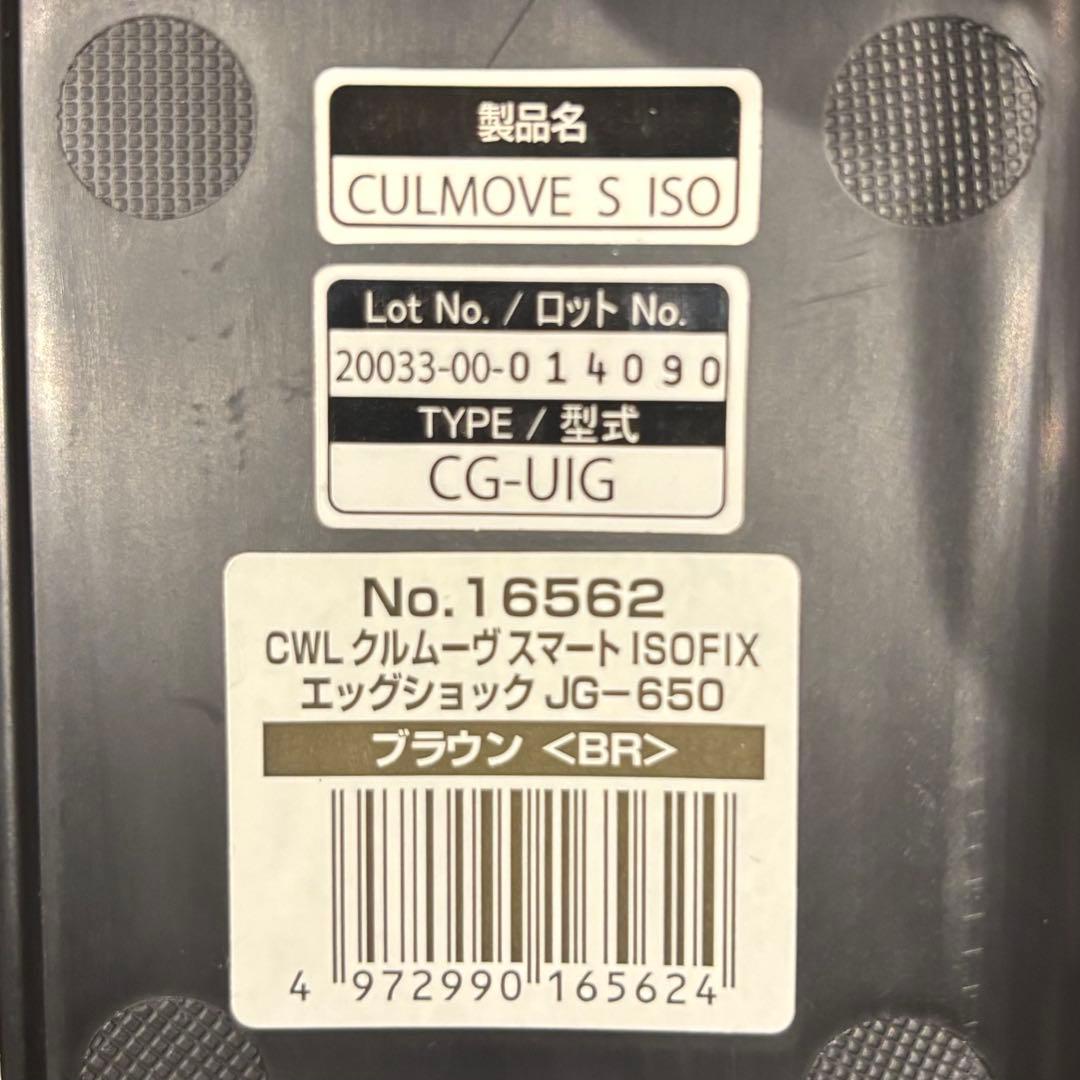 製品名
CULMOVE S ISO
Lot No. / ロット No.
20033-00-014090
TYPE / 型式
CG-UIG
No.16562
CWL クルムーヴ スマート ISOFIX
エッグショック JG－650
ブラウン <BR>
4 972990 165624